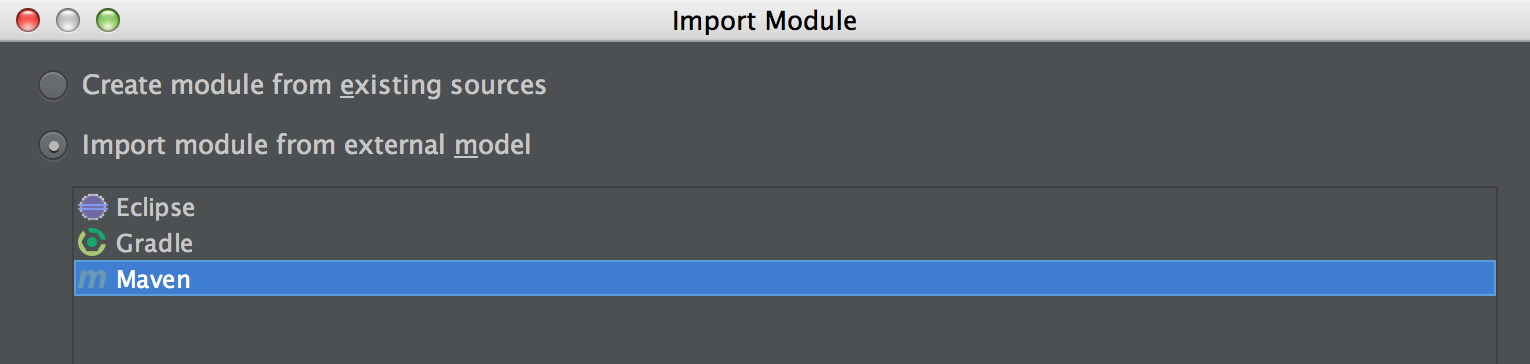 Import Module
Create module from existing sources
Import module from external model
Eclipse
Gradle
Maven